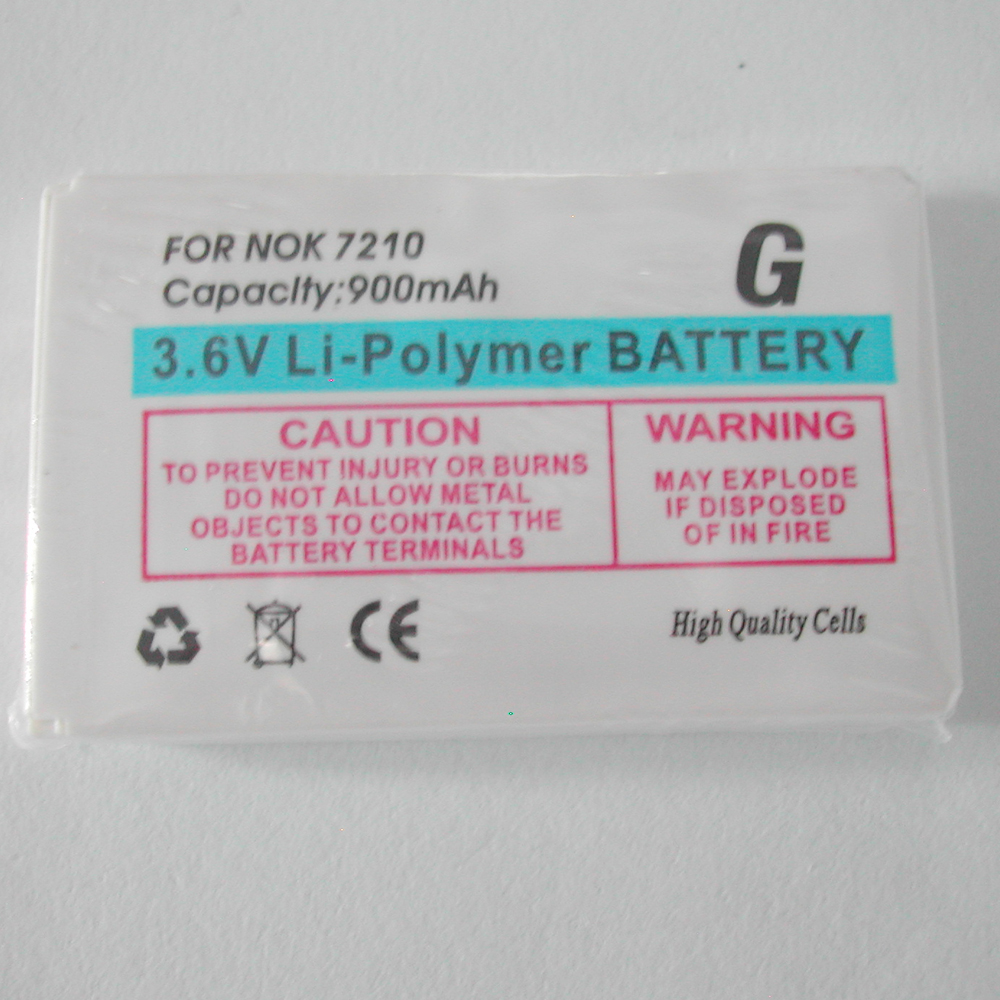 FOR NOK 7210
Capacity:900mAh
G
3.6V Li-Polymer BATTERY
CAUTION
TO PREVENT INJURY OR BURNS
DO NOT ALLOW METAL
OBJECTS TO CONTACT THE
BATTERY TERMINALS
WARNING
MAY EXPLODE
IF DISPOSED
OF IN FIRE
CE
High Quality Cells